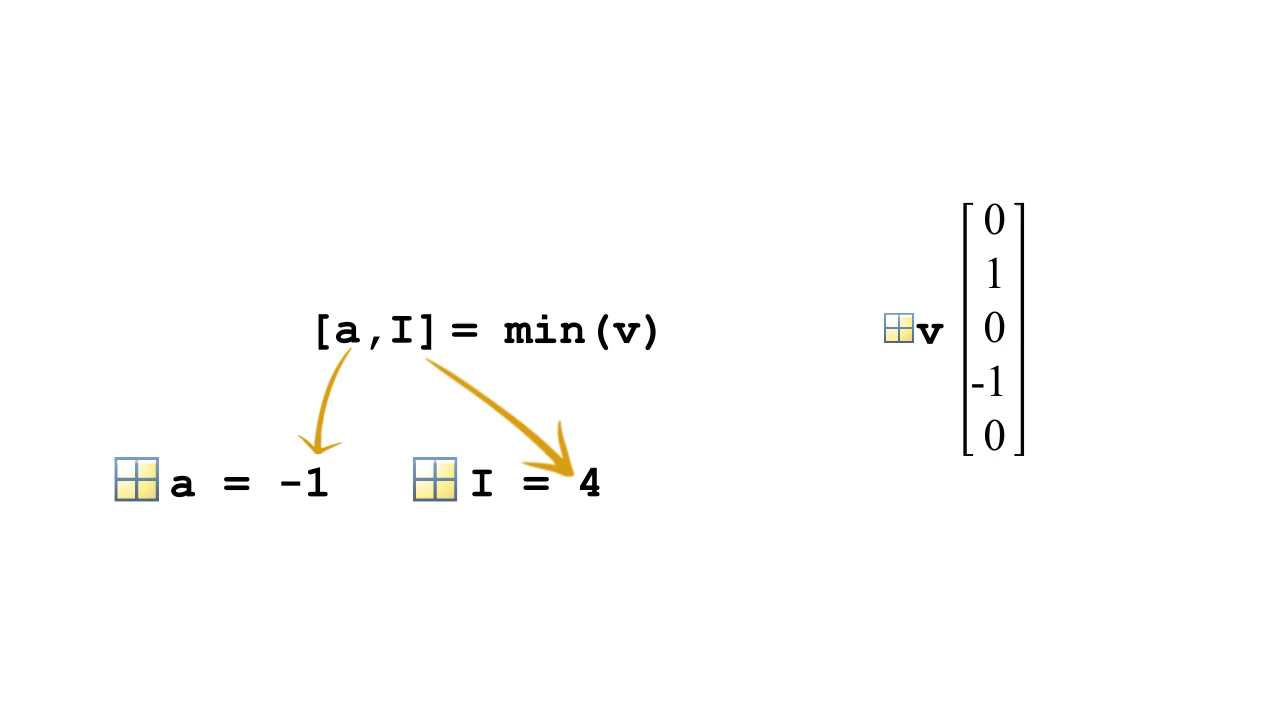 [a,I] = min(v)
a = -1
I = 4
v
0
1
0
-1
0